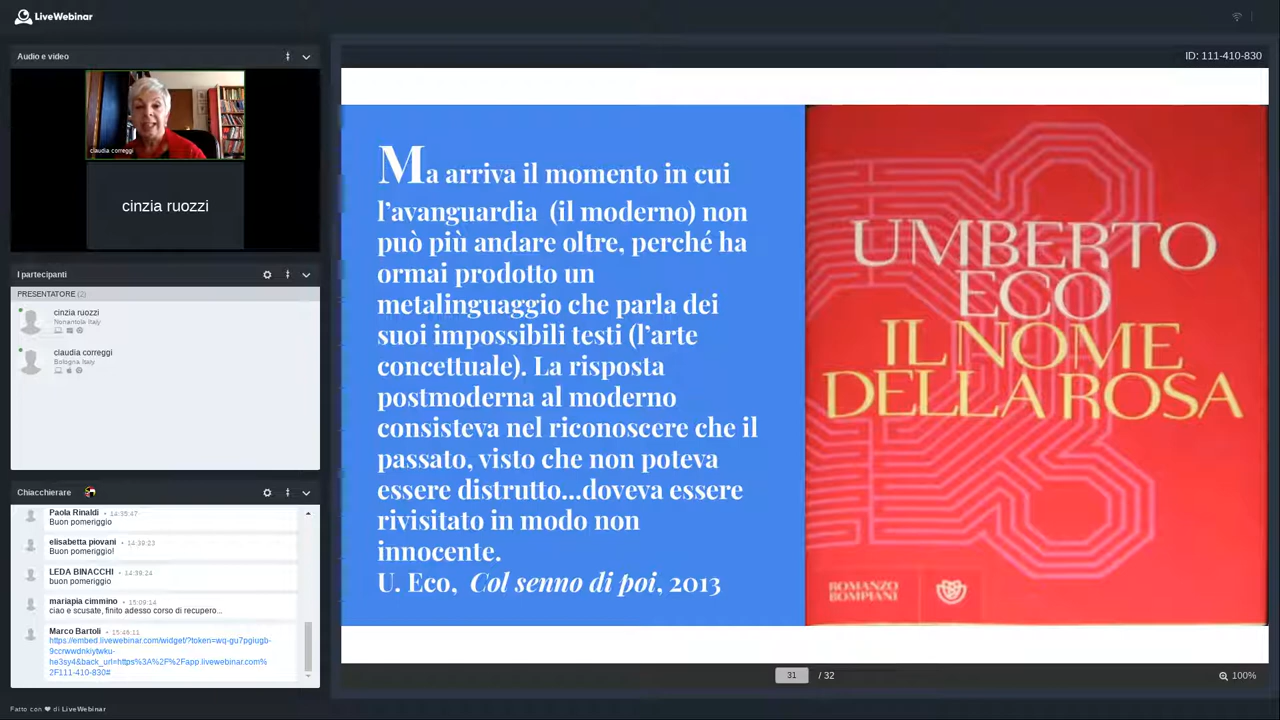 LiveWebinar
Audio e video
claudia correggi
cinzia ruozzi
I partecipanti
PRESENTATORE (2)
cinzia ruozzi
Nonantola Italy
claudia correggi
Bologna Italy
Chiacchierare
Paola Rinaldi • 14:35:47
Buon pomeriggio
elisabetta piovani • 14:39:23
Buon pomeriggio!
LEDA BINACCHI • 14:39:24
buon pomeriggio
mariapia cimmino • 15:09:14
ciao e scusate, finito adesso corso di recupero...
Marco Bartoli • 15:46:11
https://embed.livewebinar.com/widget/?token=wq-gu7pgiugb-
9ccrwwdnkiytwku-
he3sy4&back_url=https%3A%2F%2Fapp.livewebinar.com%
2F111-410-830#
Fatto con ❤ di LiveWebinar
ID: 111-410-830
Ma arriva il momento in cui
l'avanguardia (il moderno) non
può più andare oltre, perché ha
ormai prodotto un
metalinguaggio che parla dei
suoi impossibili testi (l'arte
concettuale). La risposta
postmoderna al moderno
consisteva nel riconoscere che il
passato, visto che non poteva
essere distrutto...doveva essere
rivisitato in modo non
innocente.
U. Eco, Col senno di poi, 2013
UMBERTO
ECO
IL NOME
DELLA ROSA
ROMANZO
BOMPIANI
31 / 32
100%